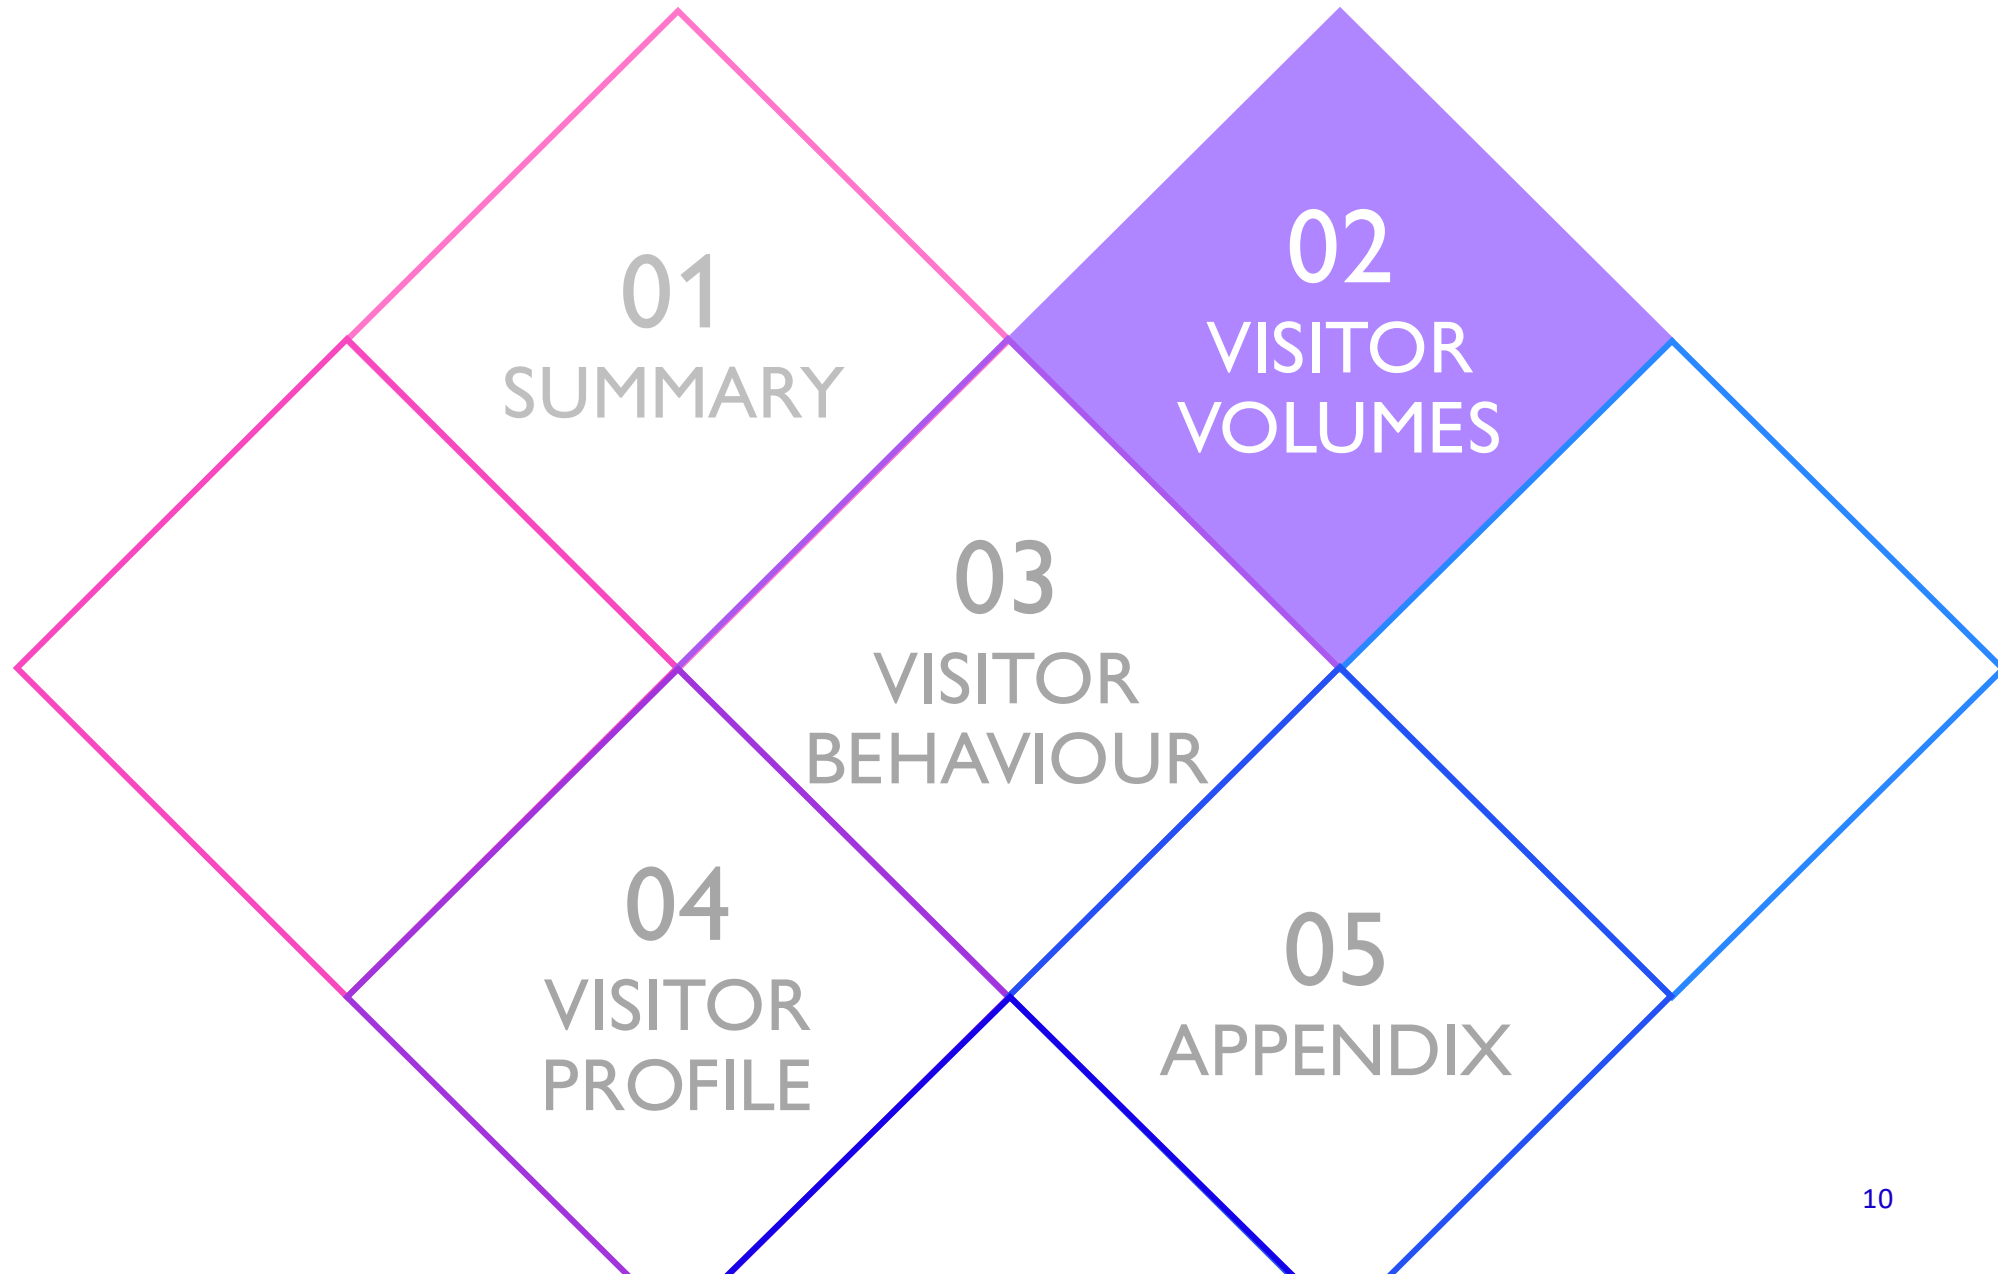 01
SUMMARY
02
VISITOR
VOLUMES
03
VISITOR
BEHAVIOUR
04
VISITOR
PROFILE
05
APPENDIX
10